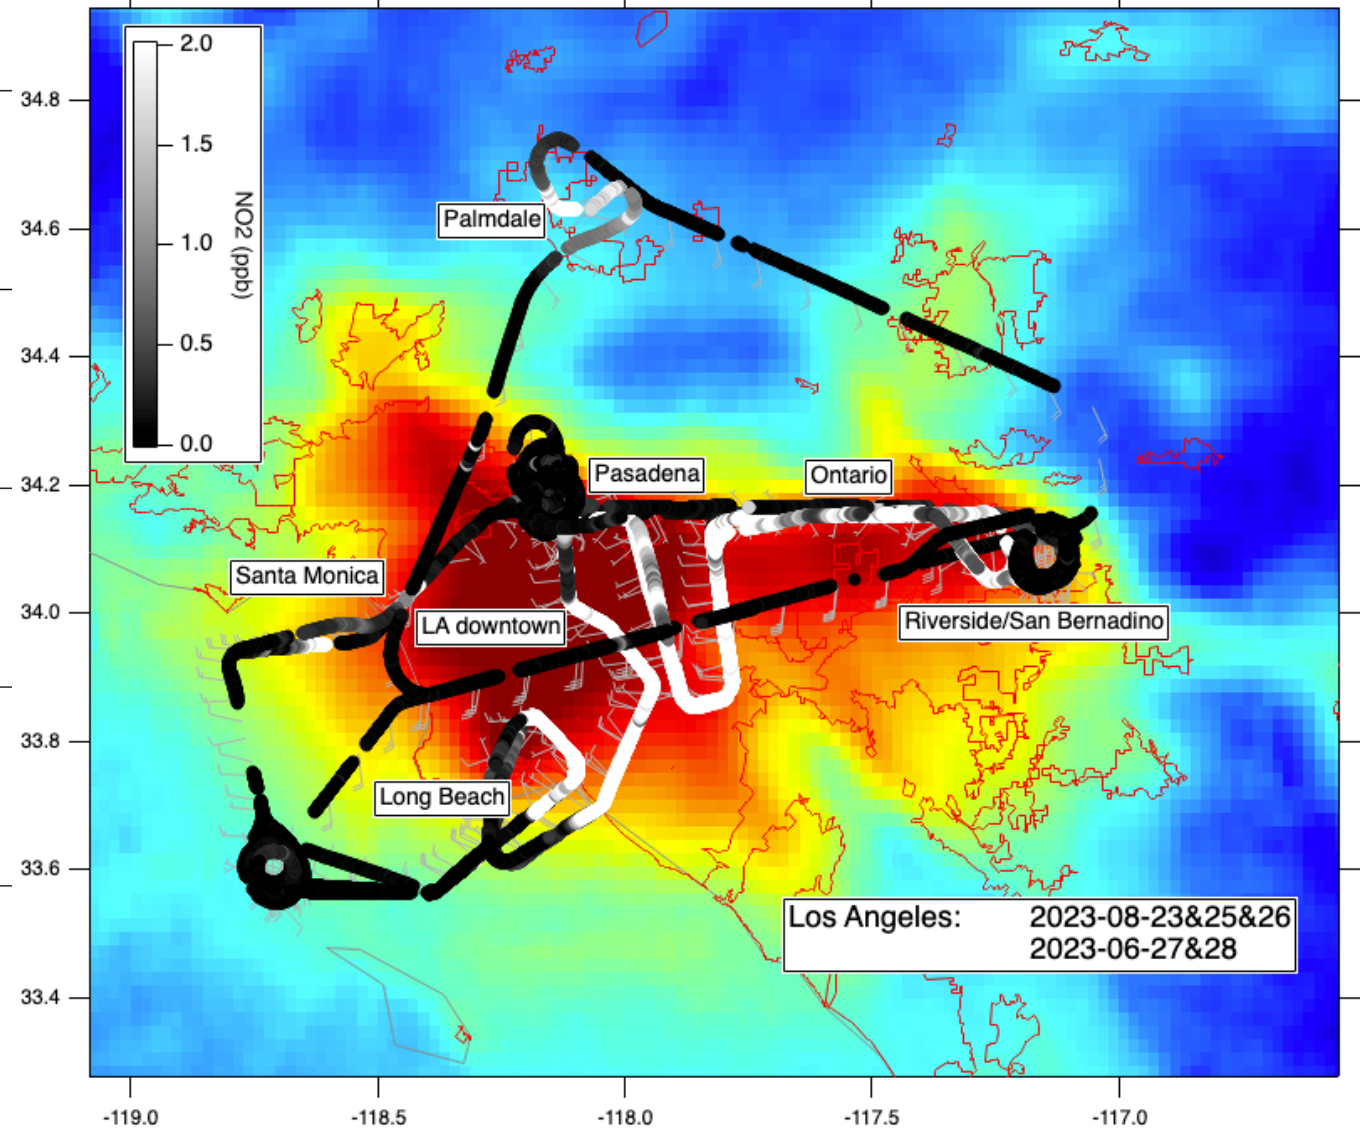 2.0
1.5
1.0
0.5
0.0
NO2 (ppb)
34.8
34.6
34.4
34.2
34.0
33.8
33.6
33.4
Palmdale
Pasadena
Ontario
Santa Monica
LA downtown
Riverside/San Bernadino
Long Beach
Los Angeles: 2023-08-23&25&26
2023-06-27&28
-119.0
-118.5
-118.0
-117.5
-117.0